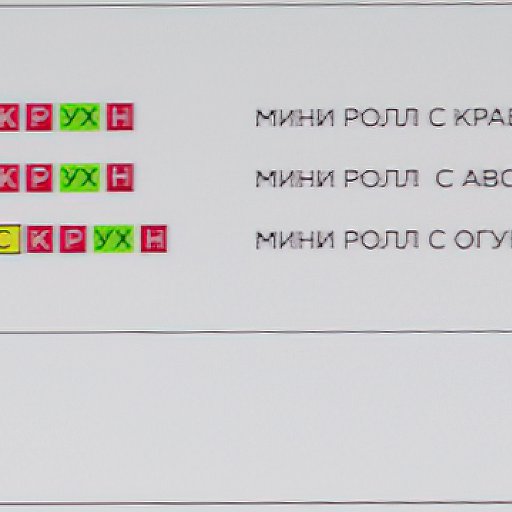 К Р УХ Н МИНИ РОЛЛ С КРАБ
К Р УХ Н МИНИ РОЛЛ С АВО
С К Р УХ Н МИНИ РОЛЛ С ОГУ